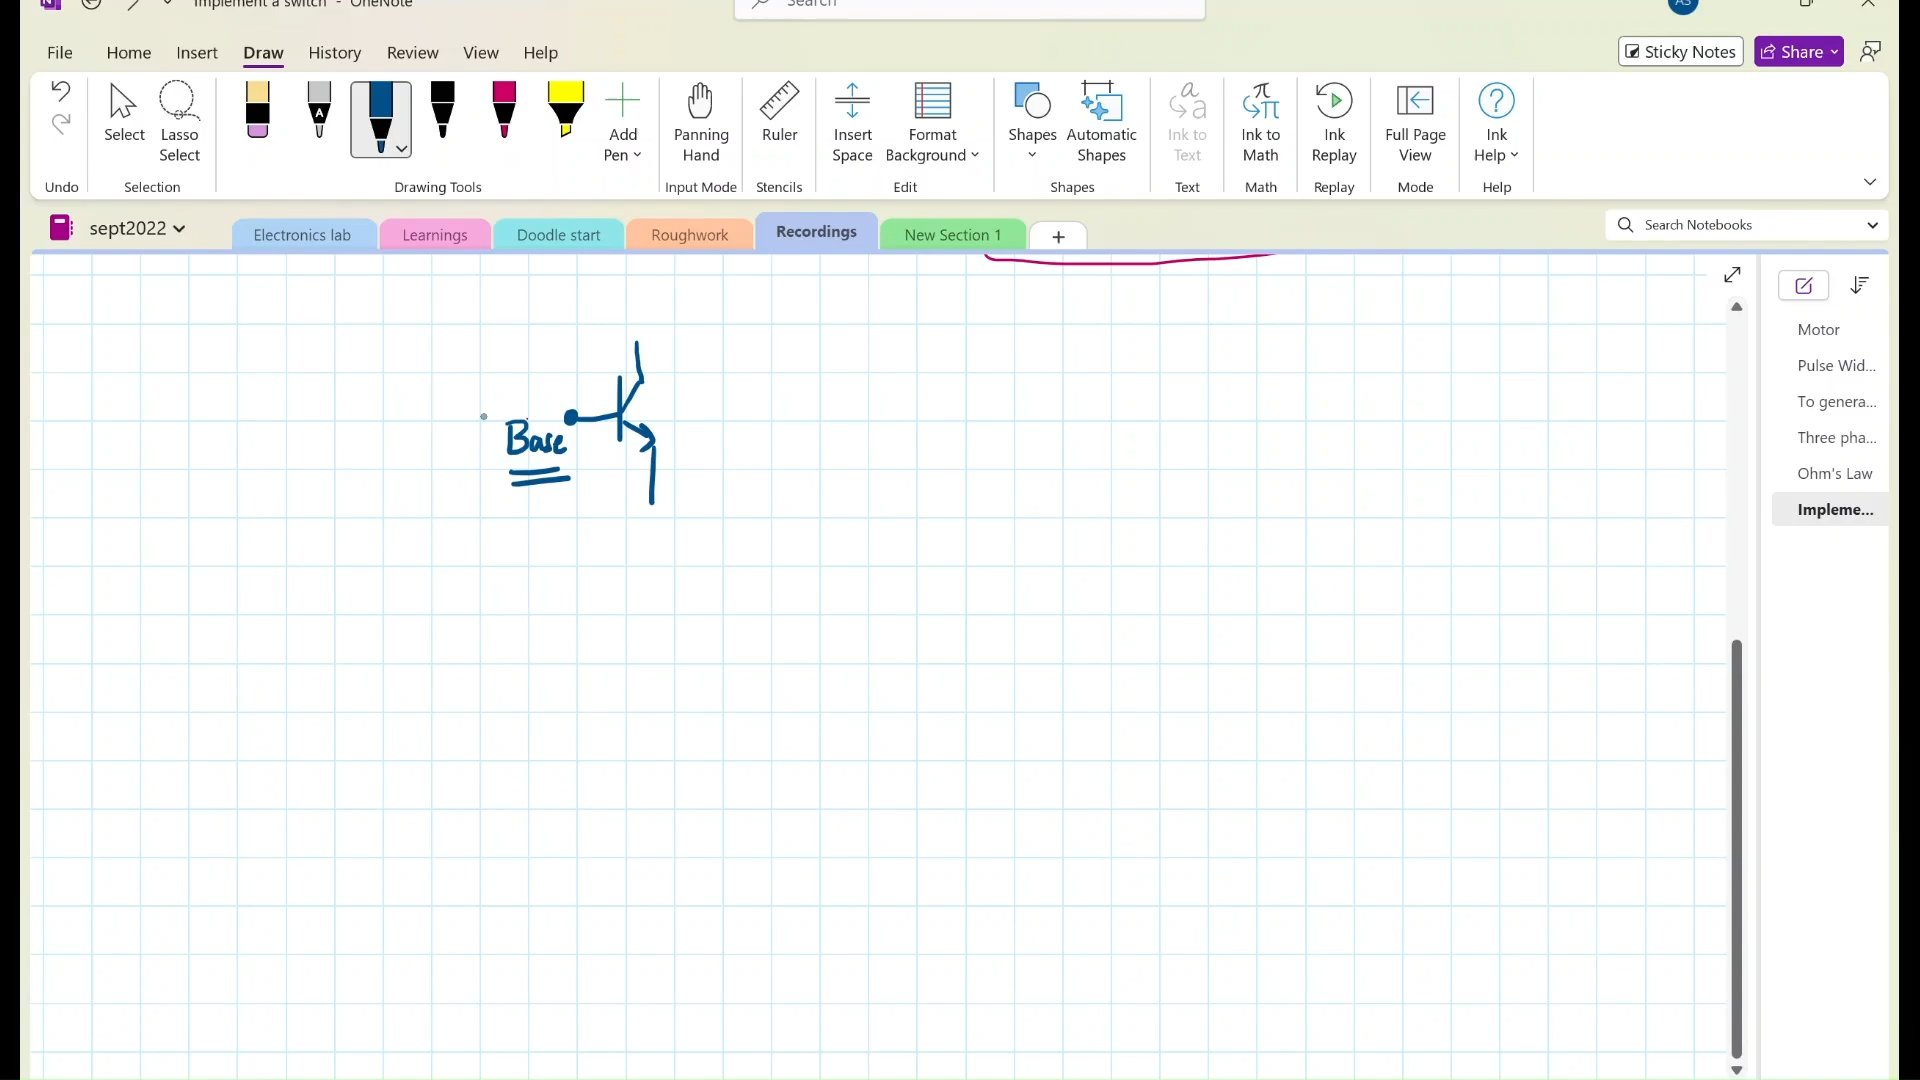 Implement a switch - OneNote
Search
AS
File Home Insert Draw History Review View Help
Sticky Notes Share
Select
Lasso Select
A
Add Pen
Panning Hand
Ruler
Insert Space
Format Background
Shapes
Automatic Shapes
Ink to Text
Ink to Math
Ink Replay
Full Page View
Ink Help
Undo Selection Drawing Tools Input Mode Stencils Edit Shapes Text Math Replay Mode Help
sept2022
Electronics lab Learnings Doodle start Roughwork Recordings New Section 1 +
Search Notebooks
Motor
Pulse Wid...
To genera...
Three pha...
Ohm's Law
Impleme...
Base